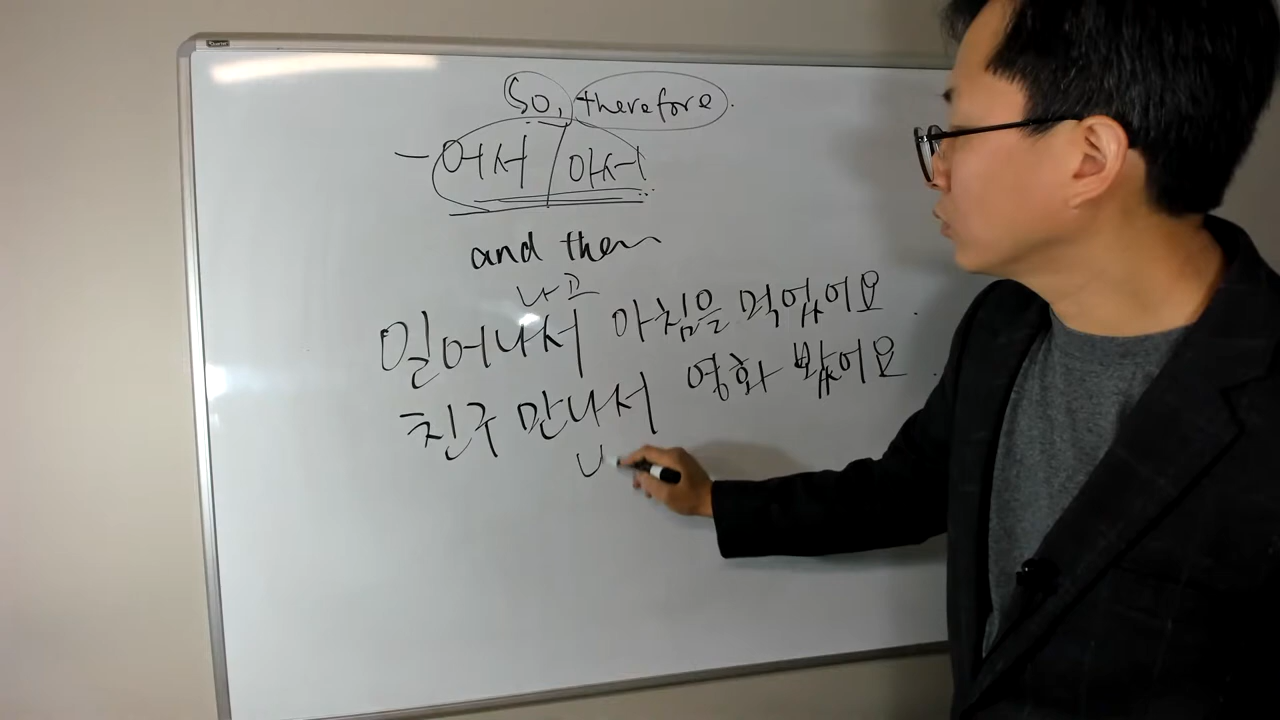 So, therefore.
-어서/아서
and then
나고
일어나서 아침을 먹었어요.
친구 만나서 영화 봤어요.
나